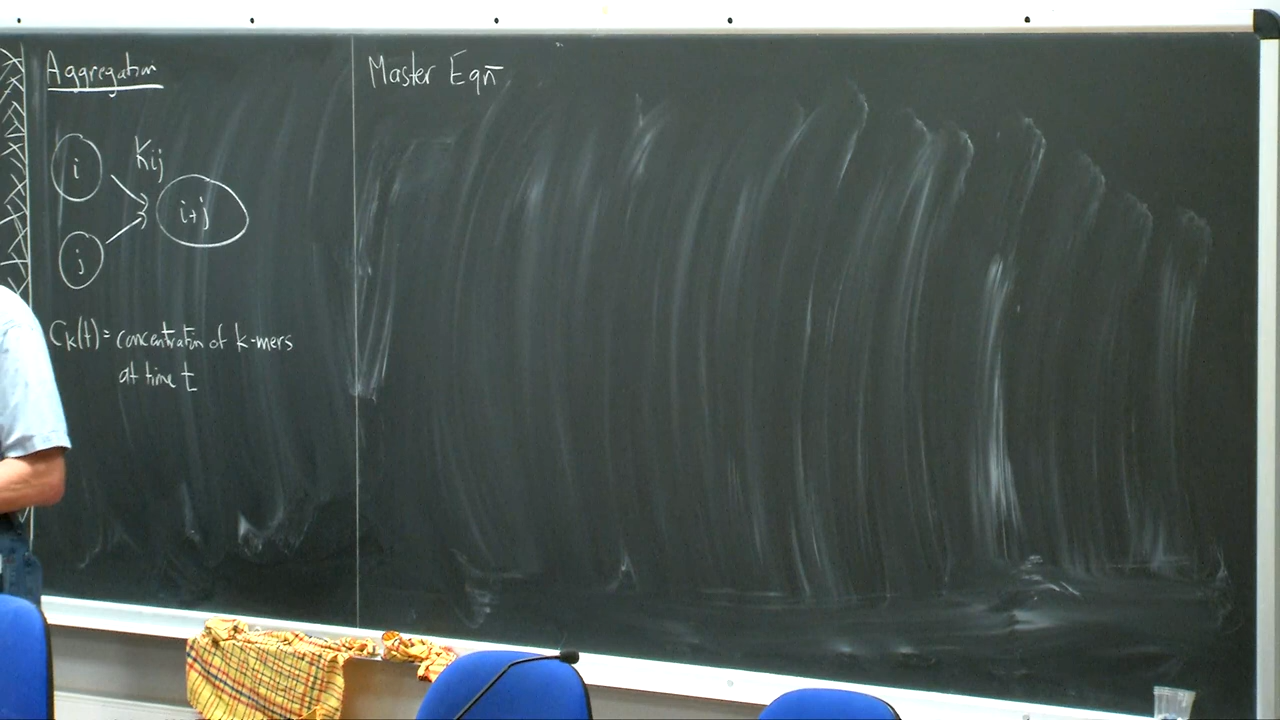 Aggregation
i
Kij
i+j
j
Ck(t) = concentration of k-mers
at time t
Master Eqn